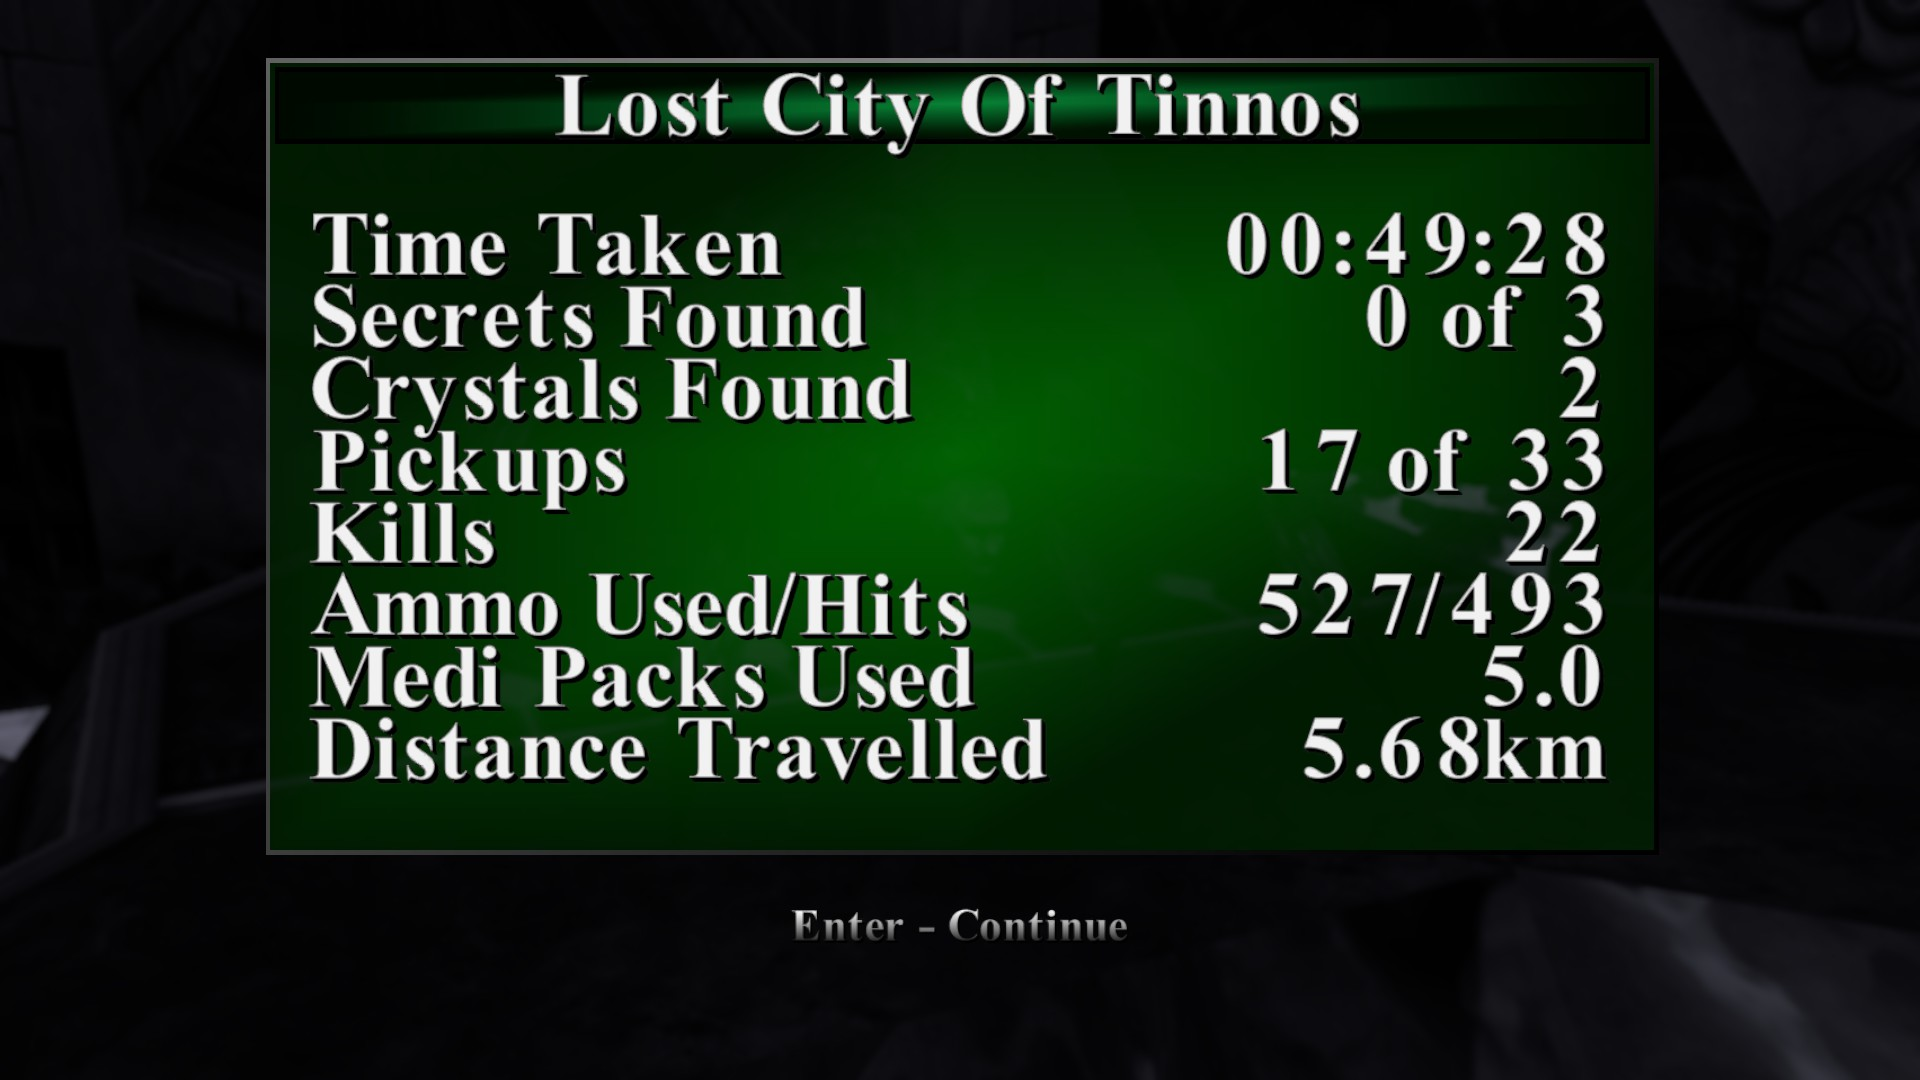 Lost City Of Tinnos
Time Taken 00:49:28
Secrets Found 0 of 3
Crystals Found 2
Pickups 17 of 33
Kills 22
Ammo Used/Hits 527/493
Medi Packs Used 5.0
Distance Travelled 5.68km
Enter - Continue